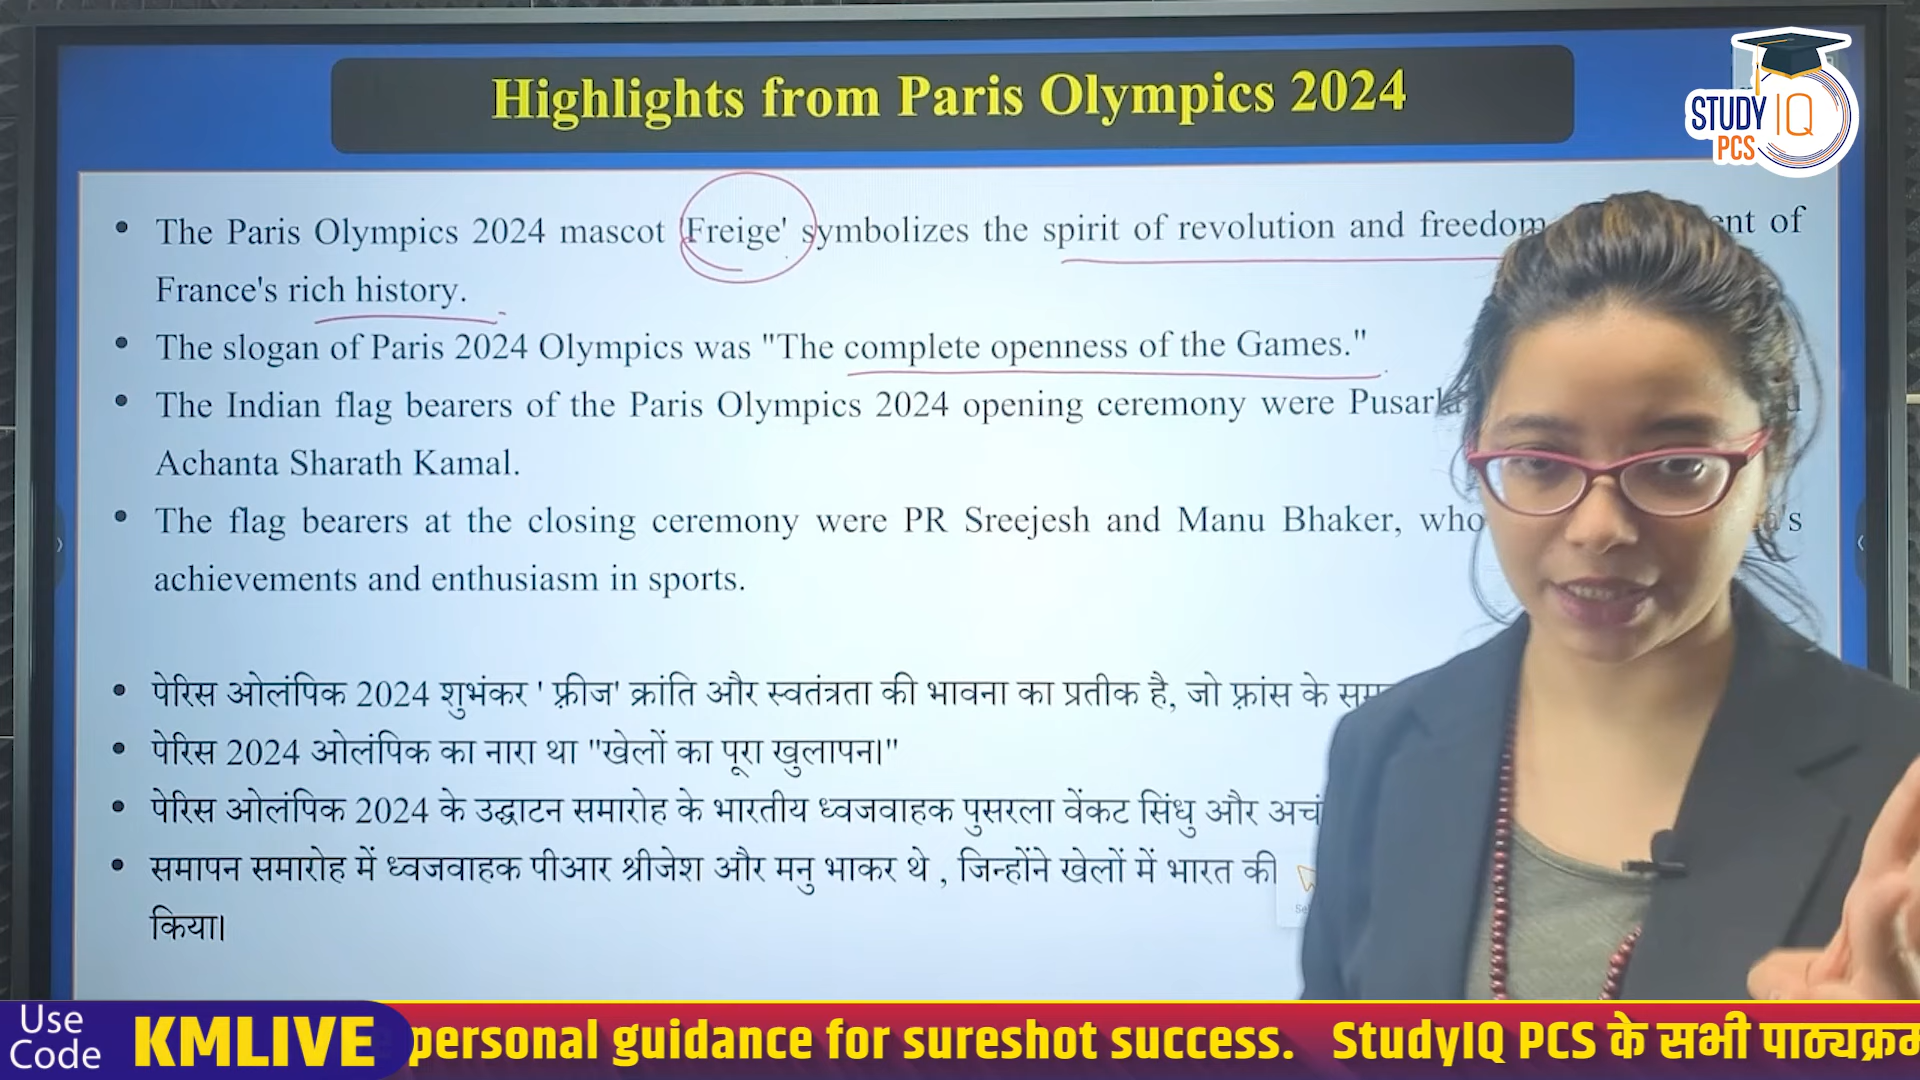 Highlights from Paris Olympics 2024
STUDY IQ
PCS
• The Paris Olympics 2024 mascot 'Freige' symbolizes the spirit of revolution and freedom
France's rich history. nt of
• The slogan of Paris 2024 Olympics was "The complete openness of the Games."
• The Indian flag bearers of the Paris Olympics 2024 opening ceremony were Pusarla
Achanta Sharath Kamal.
• The flag bearers at the closing ceremony were PR Sreejesh and Manu Bhaker, who
achievements and enthusiasm in sports.
• पेरिस ओलंपिक 2024 शुभंकर ' फ़्रीज' क्रांति और स्वतंत्रता की भावना का प्रतीक है, जो फ़्रांस के
• पेरिस 2024 ओलंपिक का नारा था "खेलों का पूरा खुलापन।"
• पेरिस ओलंपिक 2024 के उद्घाटन समारोह के भारतीय ध्वजवाहक पुसरला वेंकट सिंधु और
• समापन समारोह में ध्वजवाहक पीआर श्रीजेश और मनु भाकर थे , जिन्होंने खेलों में भारत की
किया।
Use
Code
KMLIVE
personal guidance for sureshot success. StudyIQ PCS के सभी पाठ्यक्रम